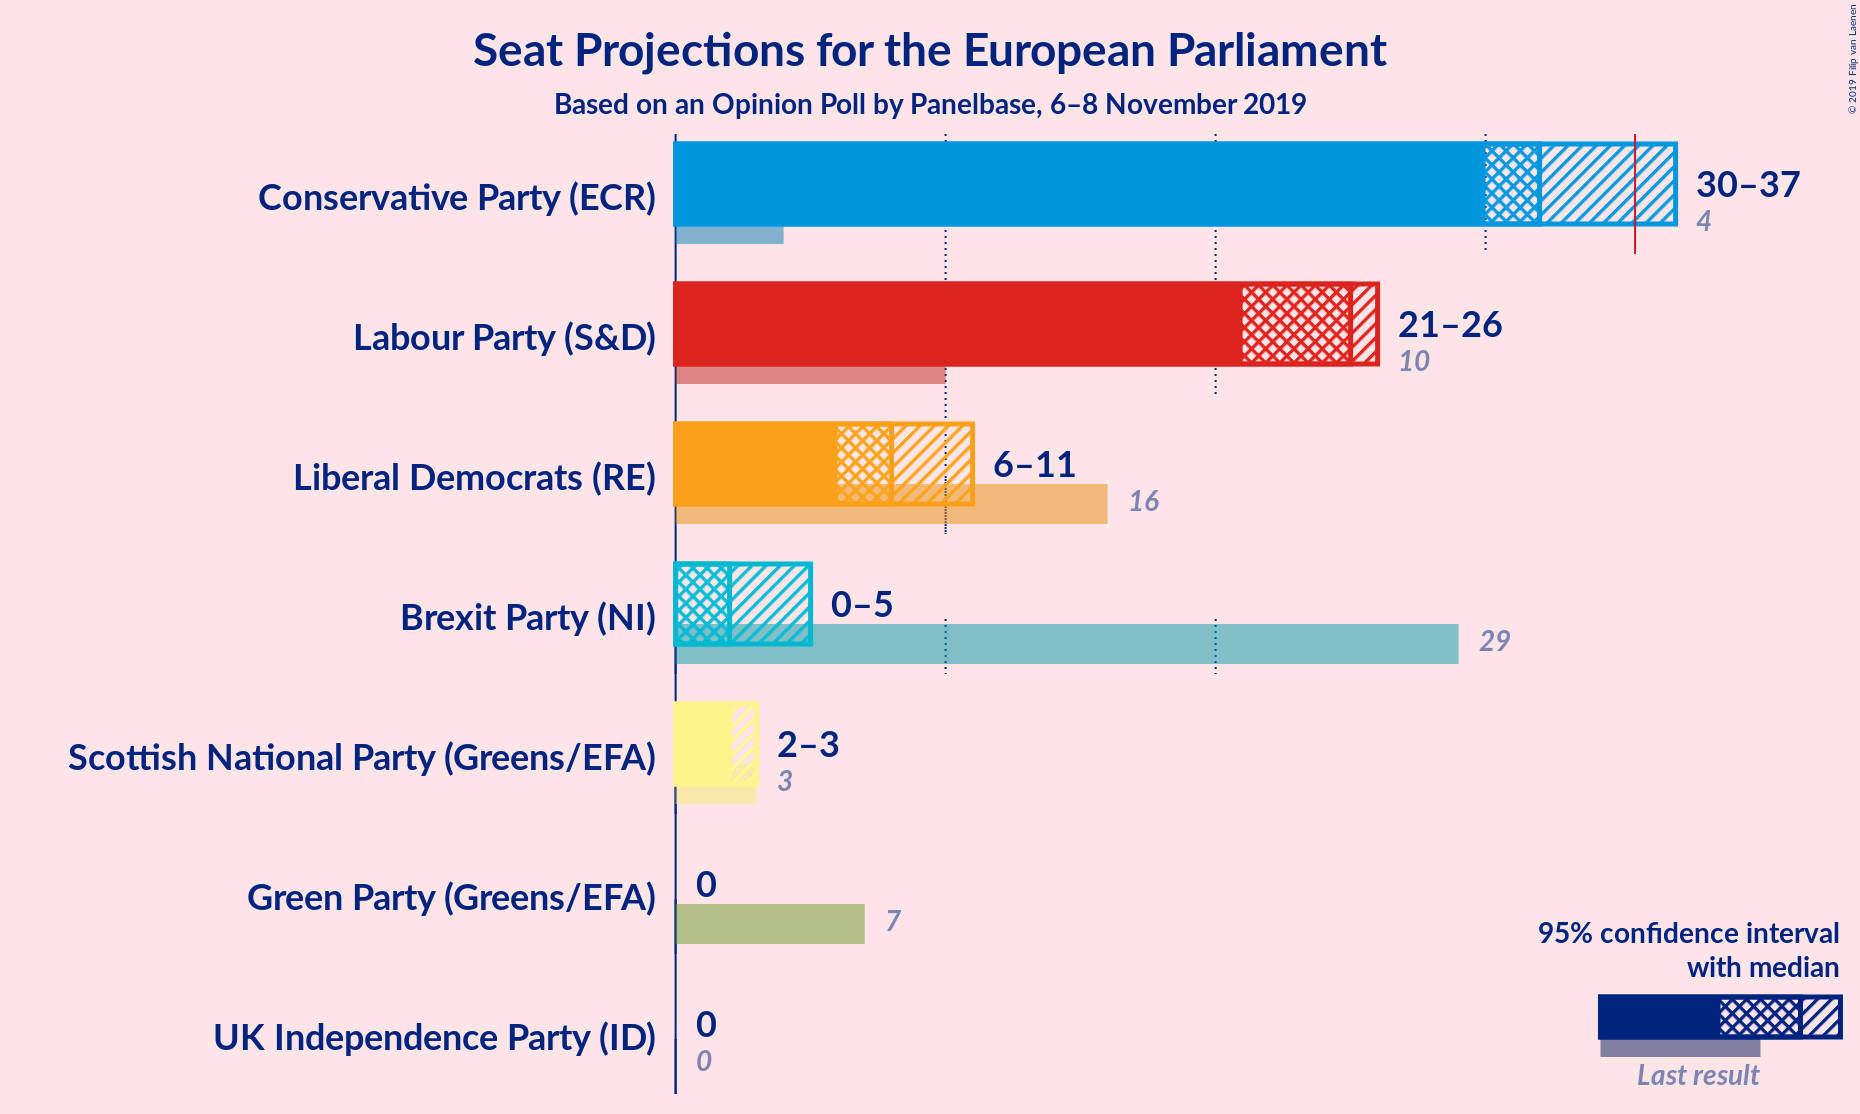 Seat Projections for the European Parliament
Based on an Opinion Poll by Panelbase, 6–8 November 2019
© 2019 Filip van Laenen
Conservative Party (ECR)
30–37
4
Labour Party (S&D)
21–26
10
Liberal Democrats (RE)
6–11
16
Brexit Party (NI)
0–5
29
Scottish National Party (Greens/EFA)
2–3
3
Green Party (Greens/EFA)
0
7
UK Independence Party (ID)
0
0
95% confidence interval
with median
Last result